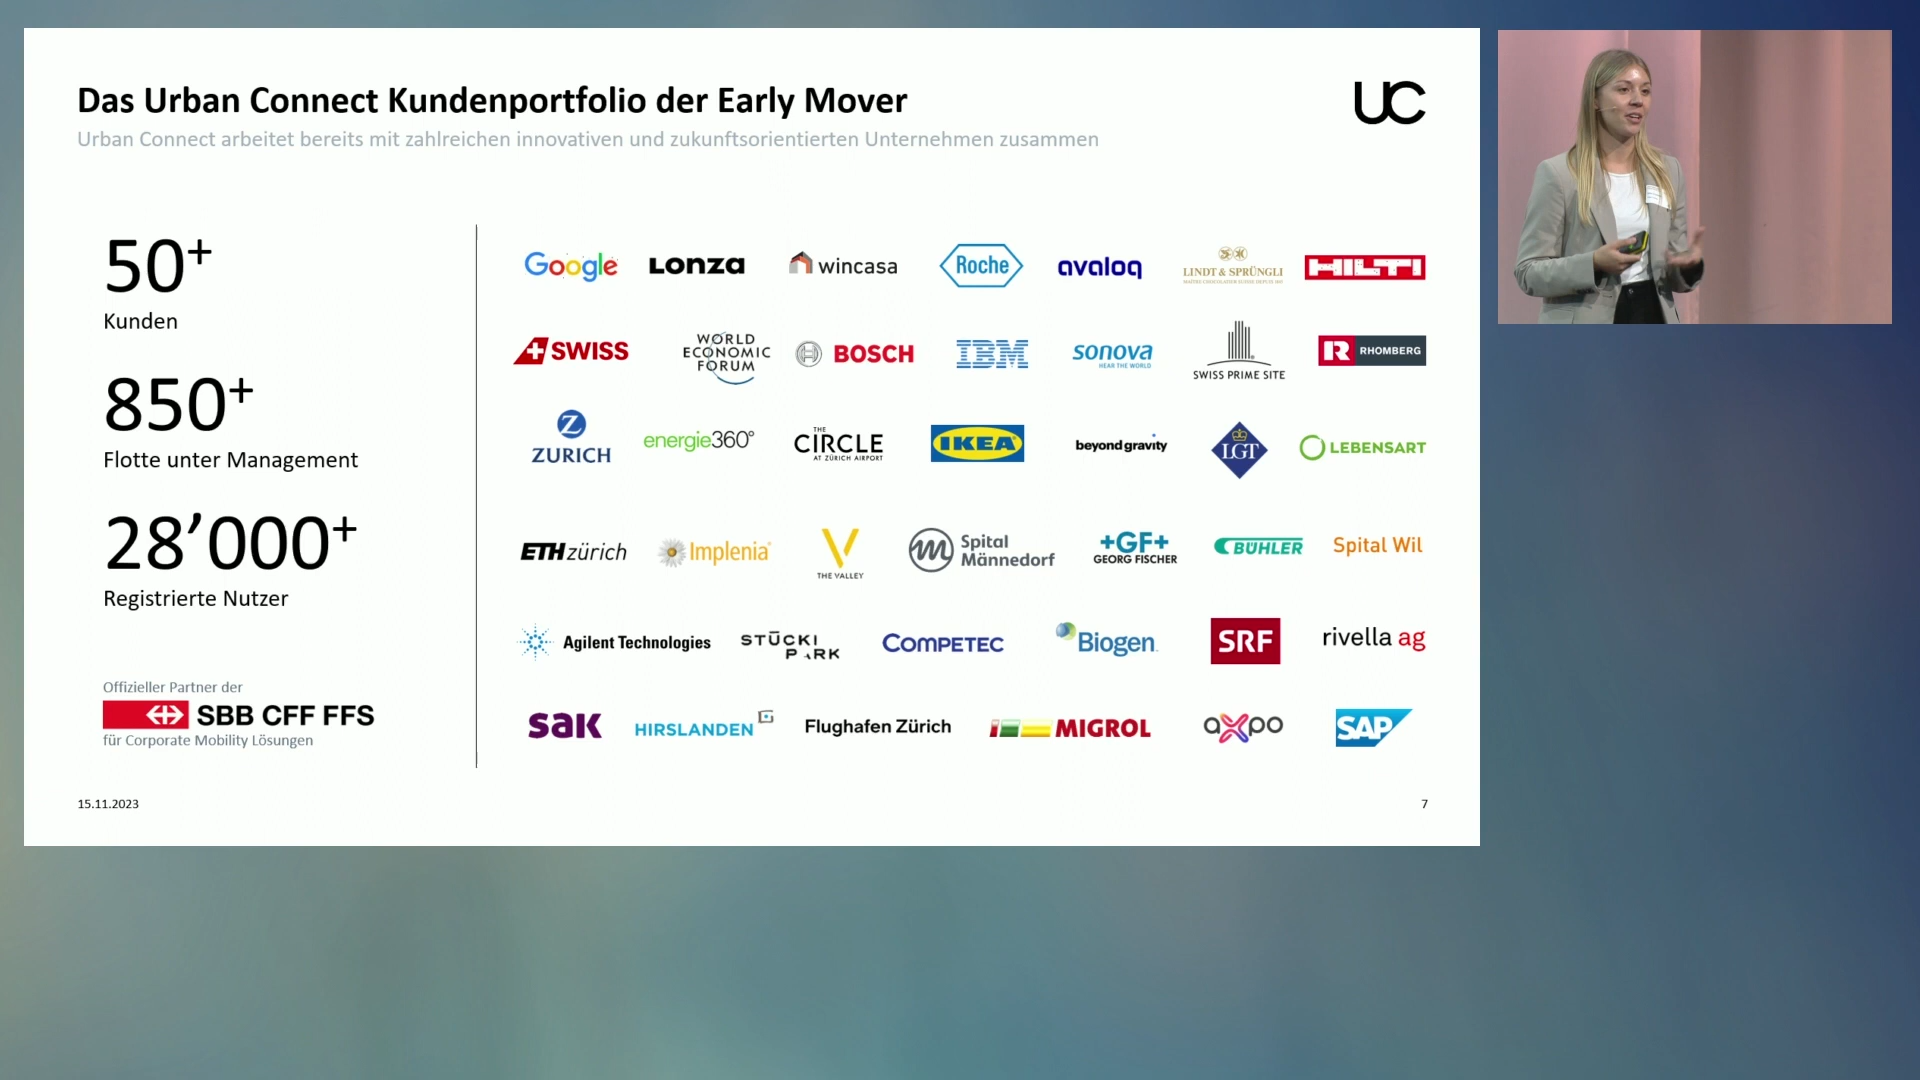 Das Urban Connect Kundenportfolio der Early Mover
UC
Urban Connect arbeitet bereits mit zahlreichen innovativen und zukunftsorientierten Unternehmen zusammen
50+
Kunden
850+
Flotte unter Management
28’000+
Registrierte Nutzer
Offizieller Partner der
SBB CFF FFS
für Corporate Mobility Lösungen
Google Lonza wincasa Roche avaloq LINDT & SPRÜNGLI HILTI
SWISS WORLD ECONOMIC FORUM BOSCH IBM sonova HEAR THE WORLD SWISS PRIME SITE R RHOMBERG
Z ZURICH energie360° THE CIRCLE AT ZÜRICH AIRPORT IKEA beyond gravity LGT LEBENSART
ETH zürich Implenia V THE VALLEY Spital Männedorf +GF+ GEORG FISCHER BÜHLER Spital Wil
Agilent Technologies STÜCKI PARK COMPETEC Biogen SRF rivella ag
sak HIRSLANDEN Flughafen Zürich MIGROL axpo SAP
15.11.2023
7